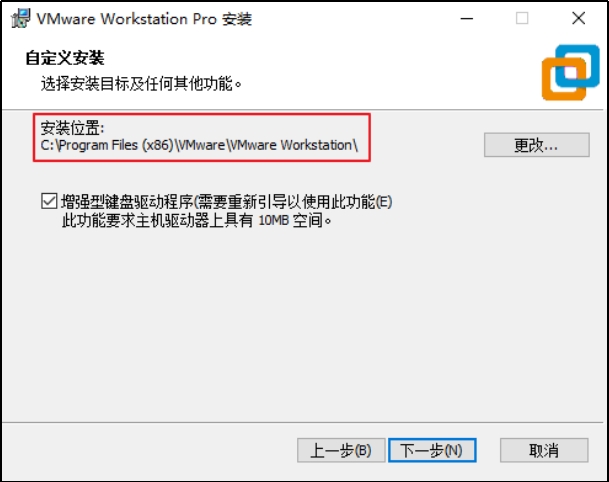 VMware Workstation Pro 安装
自定义安装
选择安装目标及任何其他功能。
安装位置:
C:\Program Files (x86)\VMware\VMware Workstation\
更改...
增强型键盘驱动程序(需要重新引导以使用此功能(E)
此功能要求主机驱动器上具有 10MB 空间。
上一步(B)
下一步(N)
取消